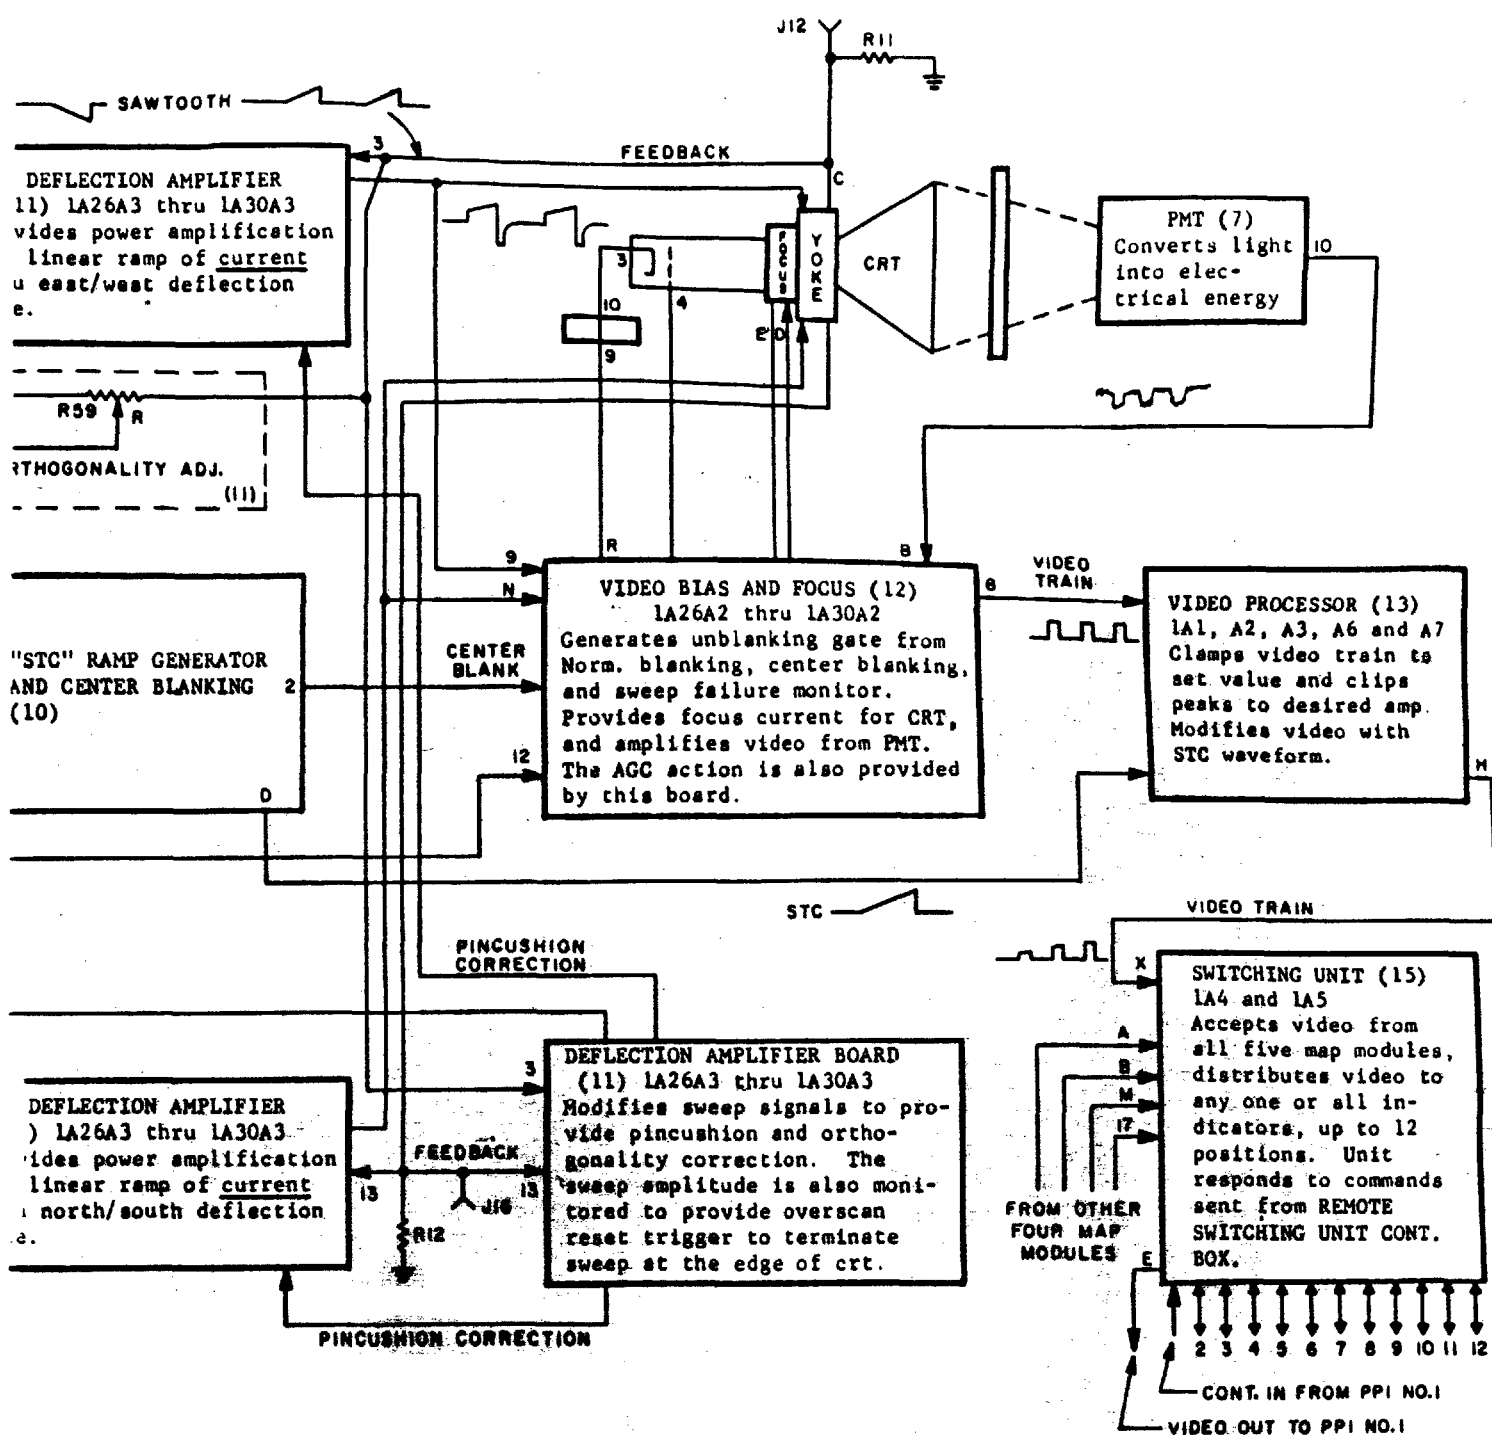 J12
R11
SAWTOOTH
3
FEEDBACK
C
DEFLECTION AMPLIFIER
11) 1A26A3 thru 1A30A3
vides power amplification
linear ramp of current
u east/west deflection
e.
3
10
4
9
FOCUS
YOKE
E D
CRT
PMT (7)
Converts light
into elec-
trical energy
10
R59
R
RTHOGONALITY ADJ.
(11)
R
9
N
CENTER
BLANK
12
B
VIDEO BIAS AND FOCUS (12)
1A26A2 thru 1A30A2
Generates unblanking gate from
Norm. blanking, center blanking,
and sweep failure monitor.
Provides focus current for CRT,
and amplifies video from PMT.
The AGC action is also provided
by this board.
6
VIDEO
TRAIN
VIDEO PROCESSOR (13)
1A1, A2, A3, A6 and A7
Clamps video train to
set value and clips
peaks to desired amp.
Modifies video with
STC waveform.
H
"STC" RAMP GENERATOR
AND CENTER BLANKING
(10)
2
D
STC
VIDEO TRAIN
PINCUSHION
CORRECTION
DEFLECTION AMPLIFIER BOARD
(11) 1A26A3 thru 1A30A3
Modifies sweep signals to pro-
vide pincushion and ortho-
gonality correction. The
sweep amplitude is also moni-
tored to provide overscan
reset trigger to terminate
sweep at the edge of crt.
3
13
FEEDBACK
J16
R12
13
DEFLECTION AMPLIFIER
) 1A26A3 thru 1A30A3
ides power amplification
linear ramp of current
north/south deflection
e.
PINCUSHION CORRECTION
X
A
B
M
17
E
FROM OTHER
FOUR MAP
MODULES
SWITCHING UNIT (15)
1A4 and 1A5
Accepts video from
all five map modules,
distributes video to
any one or all in-
dicators, up to 12
positions. Unit
responds to commands
sent from REMOTE
SWITCHING UNIT CONT.
BOX.
2 3 4 5 6 7 8 9 10 11 12
CONT. IN FROM PPI NO.1
VIDEO OUT TO PPI NO.1